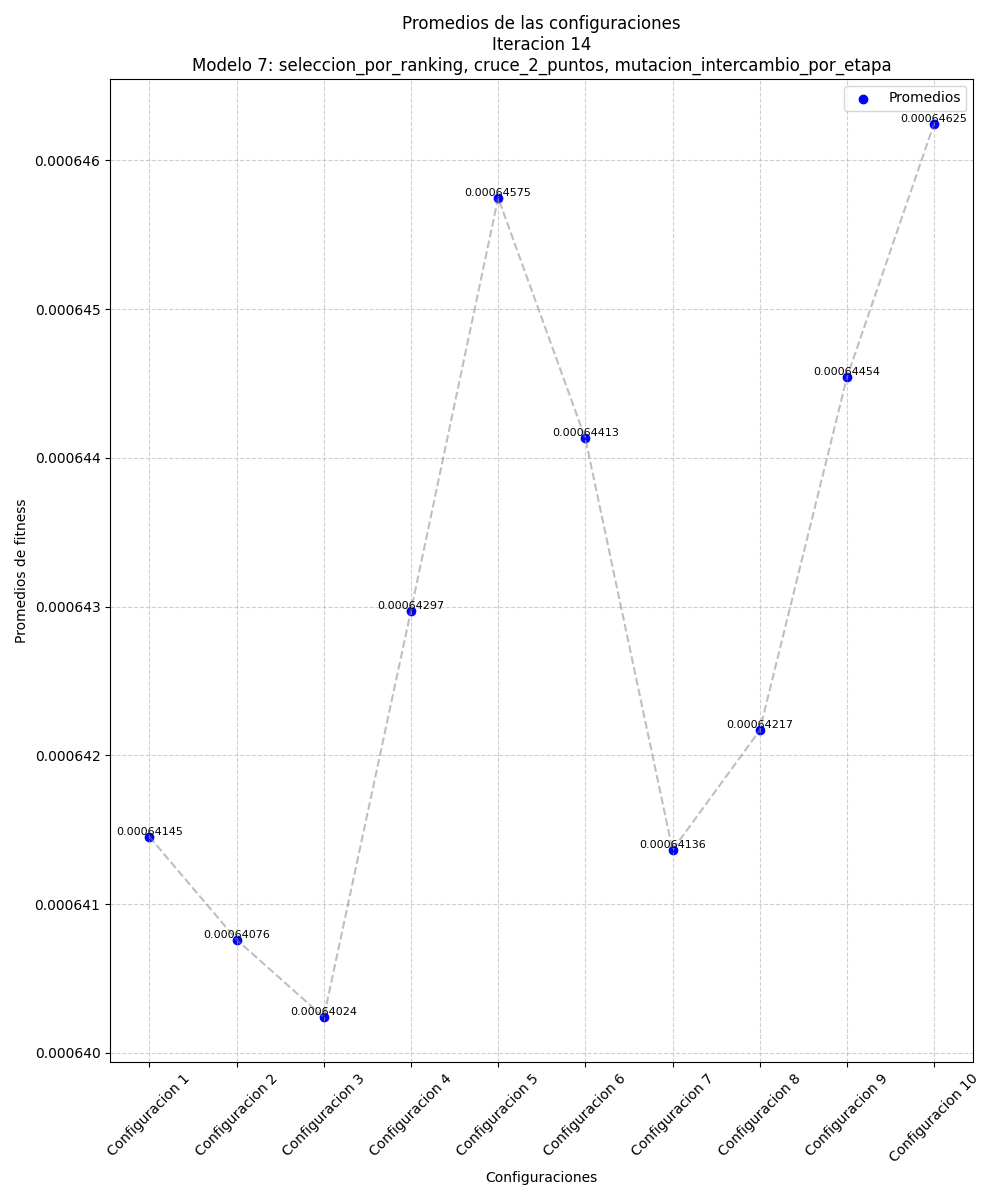 Promedios de las configuraciones
Iteracion 14
Modelo 7: seleccion_por_ranking, cruce_2_puntos, mutacion_intercambio_por_etapa
Promedios
0.00064625
0.000646
0.00064575
0.000645
0.00064454
0.00064413
0.000644
0.00064297
0.000643
0.00064217
0.000642
0.00064145
0.00064136
0.000641
0.00064076
0.00064024
0.000640
Promedios de fitness
Configuracion 1
Configuracion 2
Configuracion 3
Configuracion 4
Configuracion 5
Configuracion 6
Configuracion 7
Configuracion 8
Configuracion 9
Configuracion 10
Configuraciones